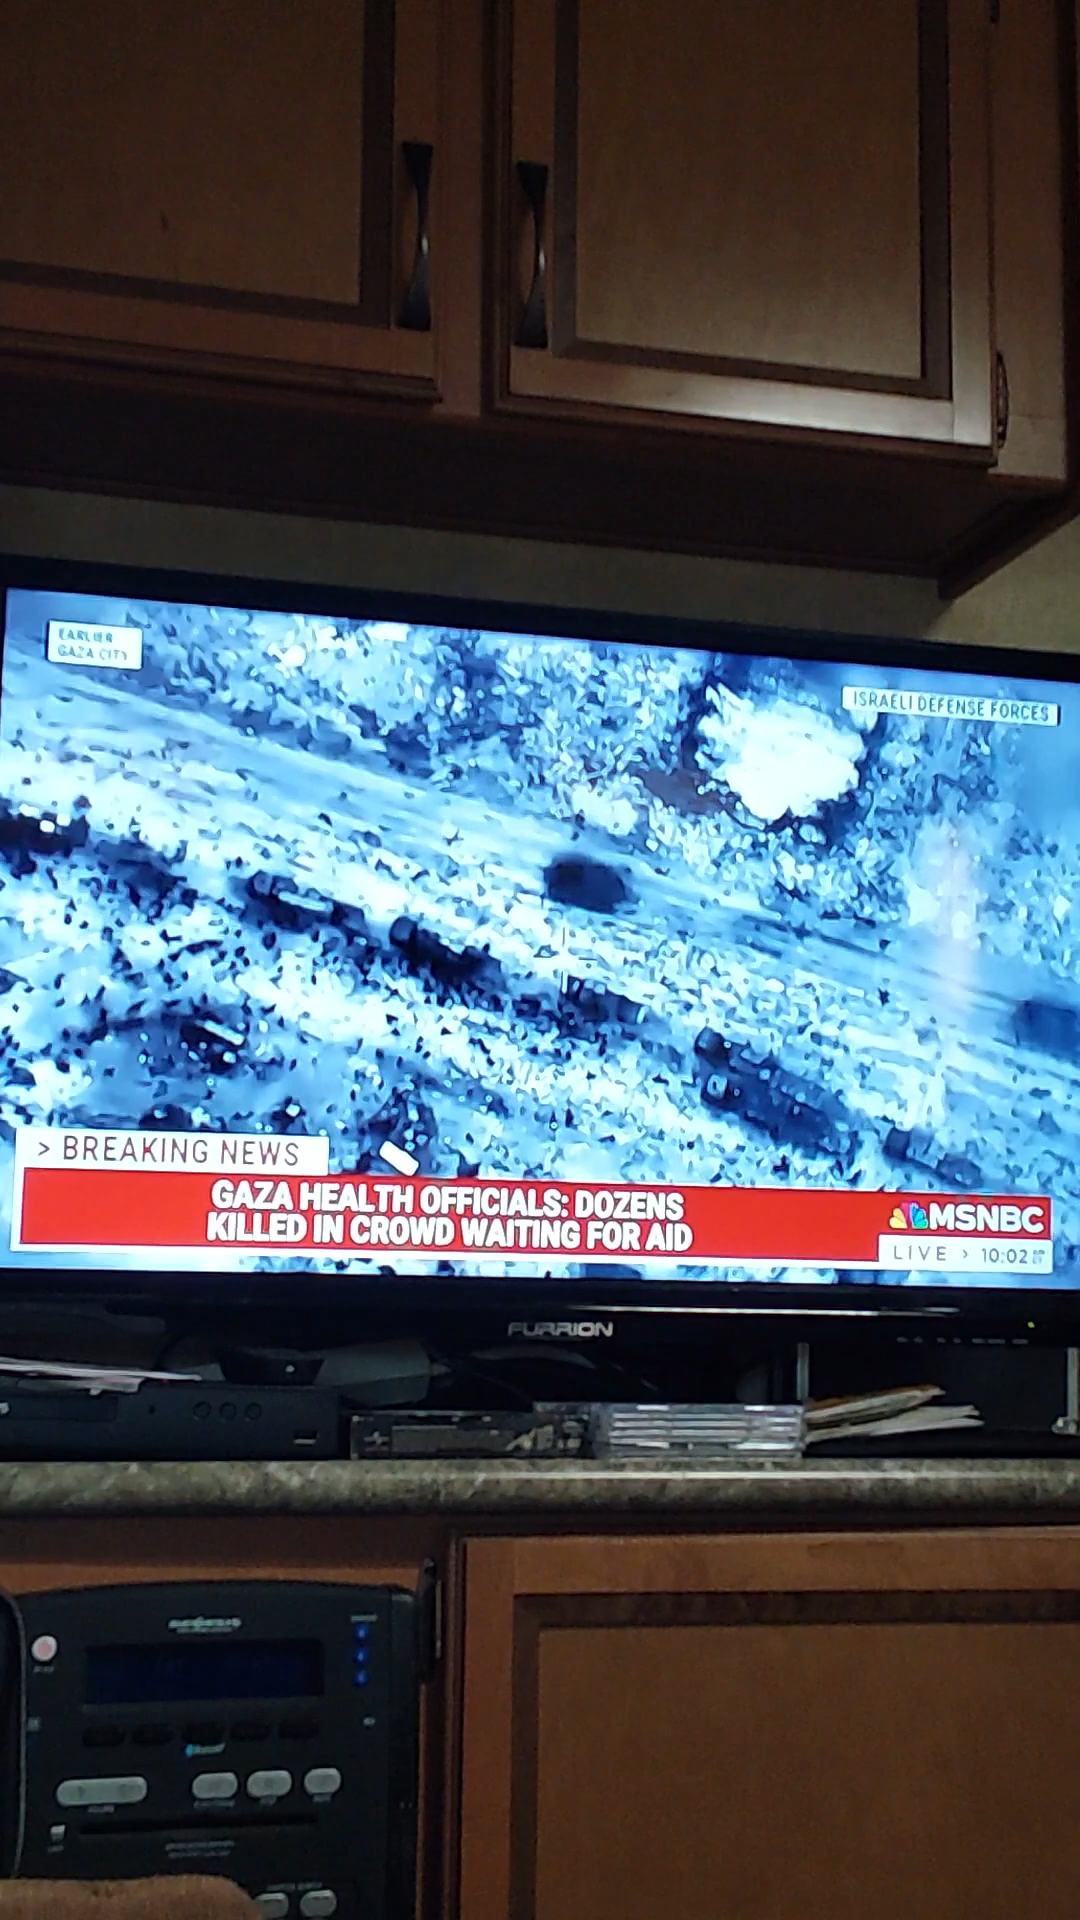 EARLIER
GAZA CITY
ISRAELI DEFENSE FORCES
> BREAKING NEWS
GAZA HEALTH OFFICIALS: DOZENS
KILLED IN CROWD WAITING FOR AID
MSNBC
LIVE > 10:02
FURRION